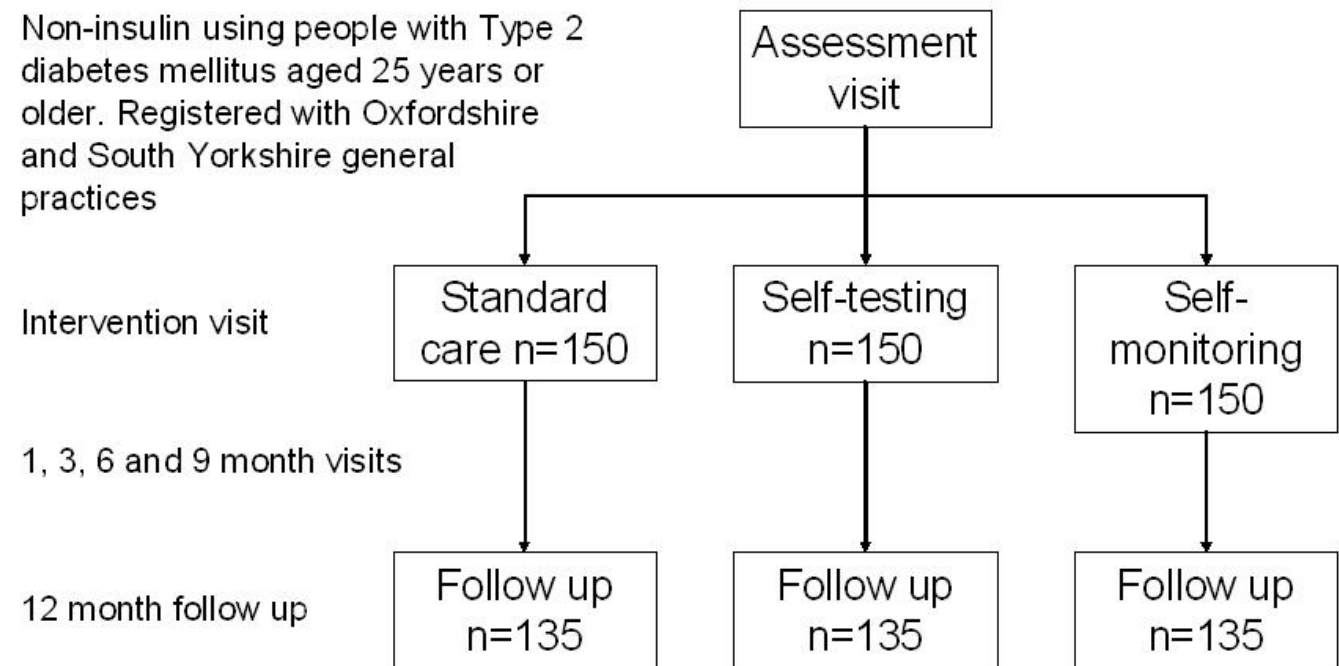 Non-insulin using people with Type 2
diabetes mellitus aged 25 years or
older. Registered with Oxfordshire
and South Yorkshire general
practices
Assessment
visit
Intervention visit
Standard
care n=150
Self-testing
n=150
Self-
monitoring
n=150
1, 3, 6 and 9 month visits
12 month follow up
Follow up
n=135
Follow up
n=135
Follow up
n=135